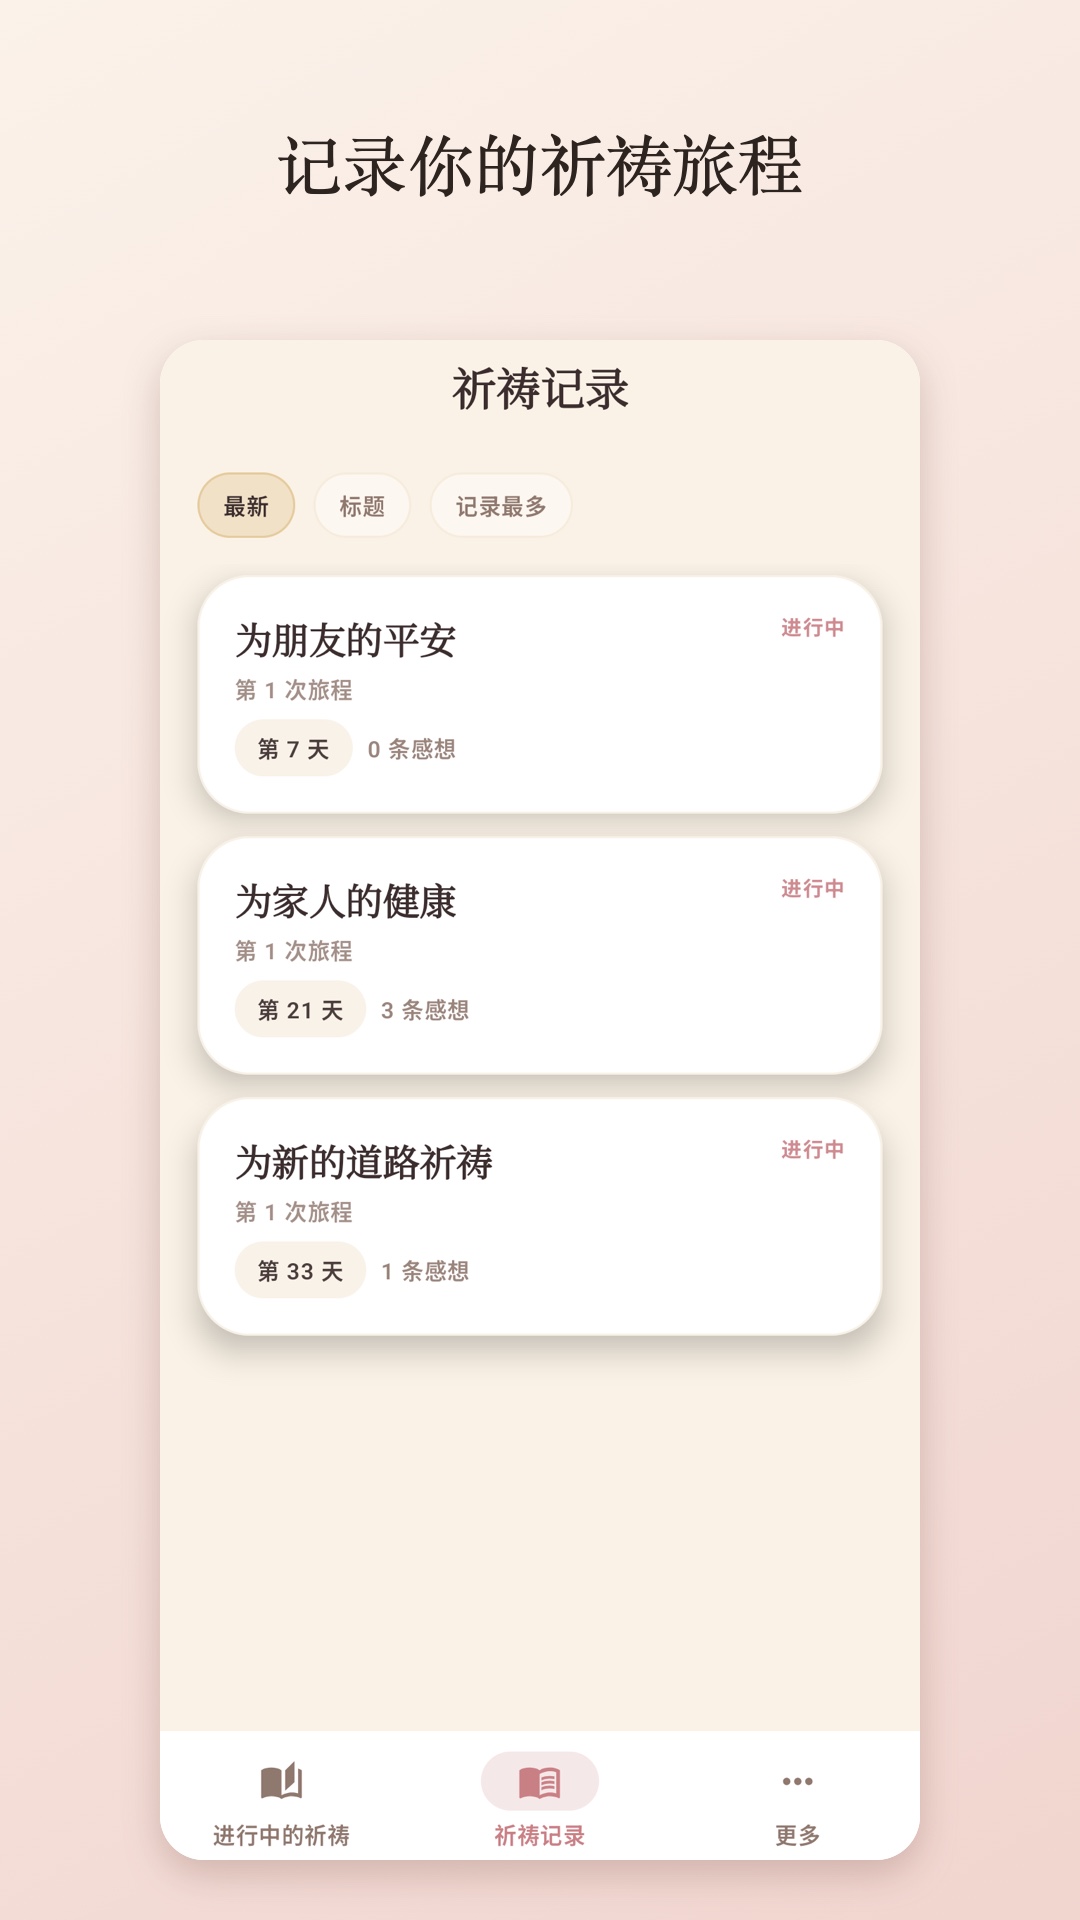 记录你的祈祷旅程
祈祷记录
最新 标题 记录最多
为朋友的平安 进行中
第 1 次旅程
第 7 天 0 条感想
为家人的健康 进行中
第 1 次旅程
第 21 天 3 条感想
为新的道路祈祷 进行中
第 1 次旅程
第 33 天 1 条感想
进行中的祈祷 祈祷记录 更多